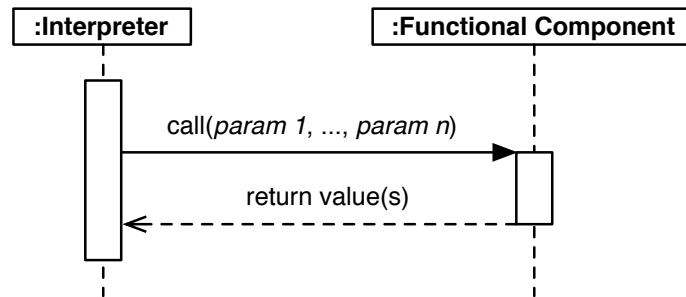 :Interpreter
:Functional Component
call(param 1, ..., param n)
return value(s)